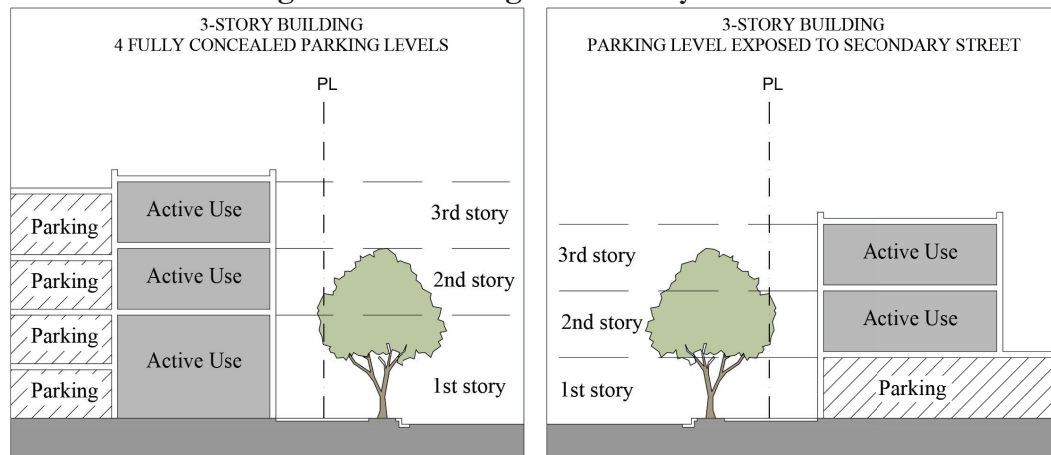 3-STORY BUILDING
4 FULLY CONCEALED PARKING LEVELS
PL
Active Use
3rd story
Parking
Active Use
2nd story
Parking
Parking
Active Use
1st story
Parking
3-STORY BUILDING
PARKING LEVEL EXPOSED TO SECONDARY STREET
PL
3rd story
Active Use
2nd story
Active Use
1st story
Parking